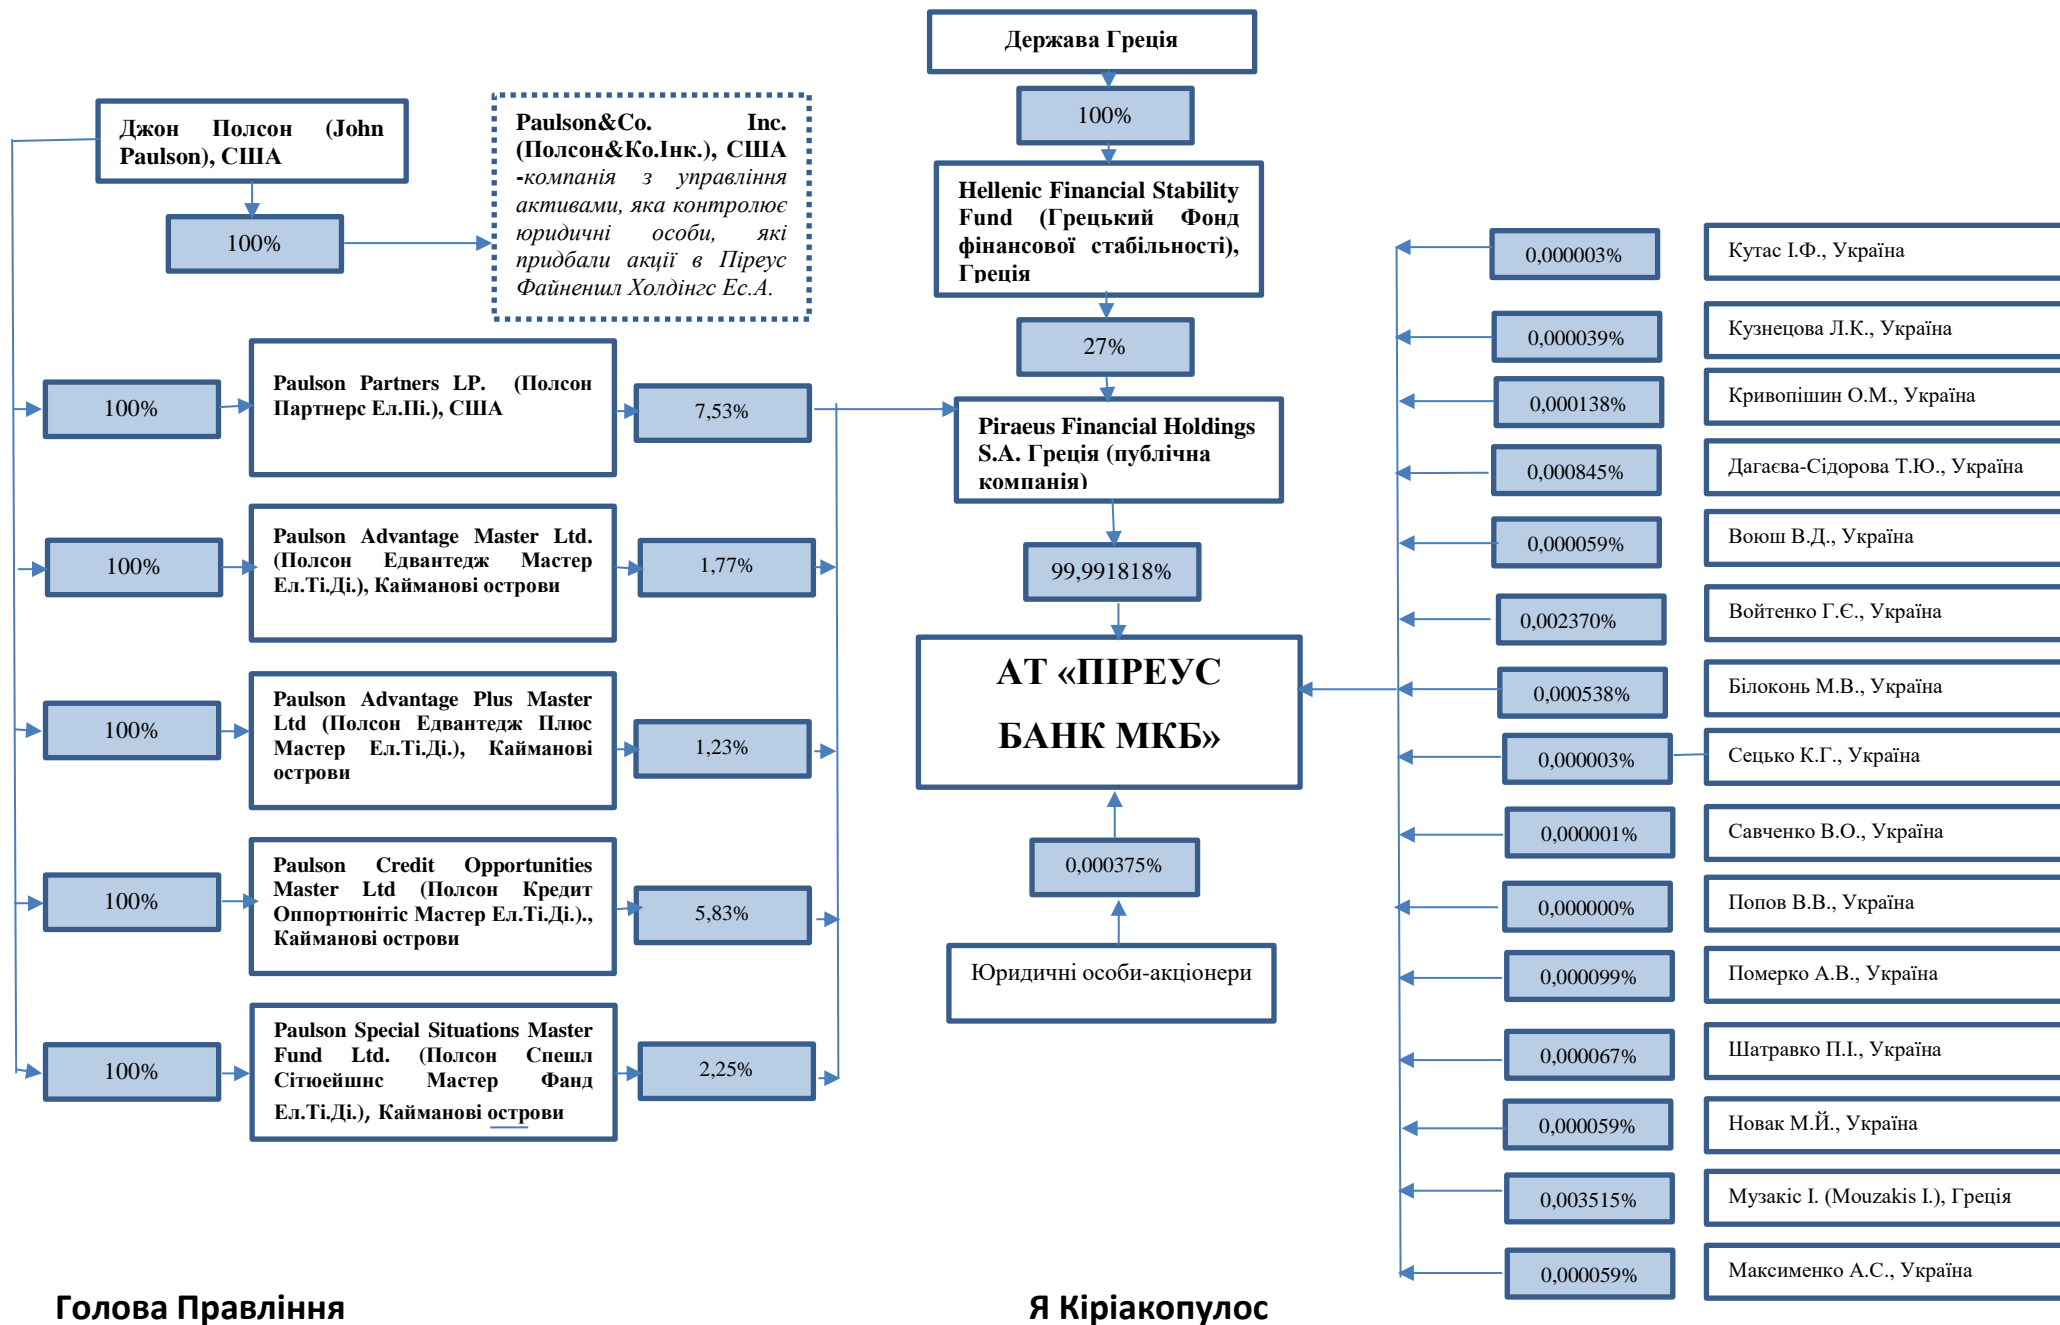 Держава Греція
100%
Джон Полсон (John
Paulson), США
100%
Paulson&Co. Inc.
(Полсон&Ко.Інк.), США
-компанія з управління
активами, яка контролює
юридичні особи, які
придбали акції в Піреус
Файненшл Холдінгс Ес.А.
Hellenic Financial Stability
Fund (Грецький Фонд
фінансової стабільності),
Греція
27%
Piraeus Financial Holdings
S.A. Греція (публічна
компанія)
99,991818%
АТ «ПІРЕУС
БАНК МКБ»
0,000375%
Юридичні особи-акціонери
100%
Paulson Partners LP. (Полсон
Партнерс Ел.Пі.), США
7,53%
100%
Paulson Advantage Master Ltd.
(Полсон Едвантедж Мастер
Ел.Ті.Ді.), Кайманові острови
1,77%
100%
Paulson Advantage Plus Master
Ltd (Полсон Едвантедж Плюс
Мастер Ел.Ті.Ді.), Кайманові
острови
1,23%
100%
Paulson Credit Opportunities
Master Ltd (Полсон Кредит
Оппортюнітіс Мастер Ел.Ті.Ді.).,
Кайманові острови
5,83%
100%
Paulson Special Situations Master
Fund Ltd. (Полсон Спешл
Сітюейшнс Мастер Фанд
Ел.Ті.Ді.), Кайманові острови
2,25%
0,000003% Кутас І.Ф., Україна
0,000039% Кузнецова Л.К., Україна
0,000138% Кривопішин О.М., Україна
0,000845% Дагаєва-Сідорова Т.Ю., Україна
0,000059% Воюш В.Д., Україна
0,002370% Войтенко Г.Є., Україна
0,000538% Білоконь М.В., Україна
0,000003% Сецько К.Г., Україна
0,000001% Савченко В.О., Україна
0,000000% Попов В.В., Україна
0,000099% Померко А.В., Україна
0,000067% Шатравко П.І., Україна
0,000059% Новак М.Й., Україна
0,003515% Музакіс І. (Mouzakis I.), Греція
0,000059% Максименко А.С., Україна
Голова Правління Я Кіріакопулос